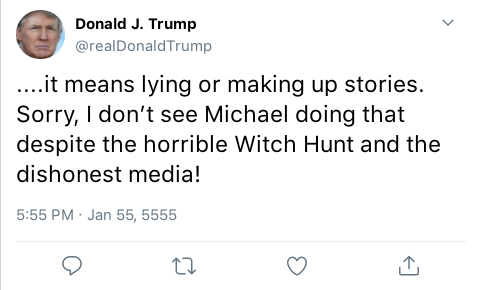 Donald J. Trump
@realDonaldTrump
....it means lying or making up stories.
Sorry, I don’t see Michael doing that
despite the horrible Witch Hunt and the
dishonest media!
5:55 PM · Jan 55, 5555